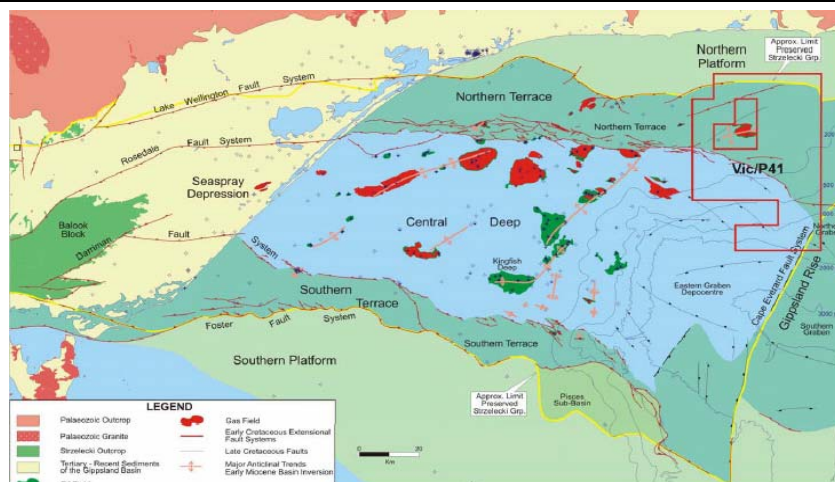 Northern
Platform
Approx. Limit
Preserved
Strzelecki Grp.
Lake Wellington Fault System
Northern Terrace
Northern Terrace
Rosedale Fault System
Vic/P41
Seaspray
Depression
Balook
Block
Central Deep
Darriman Fault System
Kingfish
Deep
Eastern Graben
Depocentre
Cape Everard Fault System
Gippsland Rise
Southern
Terrace
Southern
Graben
Foster Fault System
Southern Terrace
Southern Platform
Approx. Limit
Preserved
Strzelecki Grp.
Pisces
Sub-Basin
LEGEND
Palaeozoic Outcrop
Palaeozoic Granite
Strzelecki Outcrop
Tertiary - Recent Sediments
of the Gippsland Basin
Gas Field
Early Cretaceous Extensional
Fault Systems
Late Cretaceous Faults
Major Anticlinal Trends
Early Miocene Basin Inversion
0 20
Km